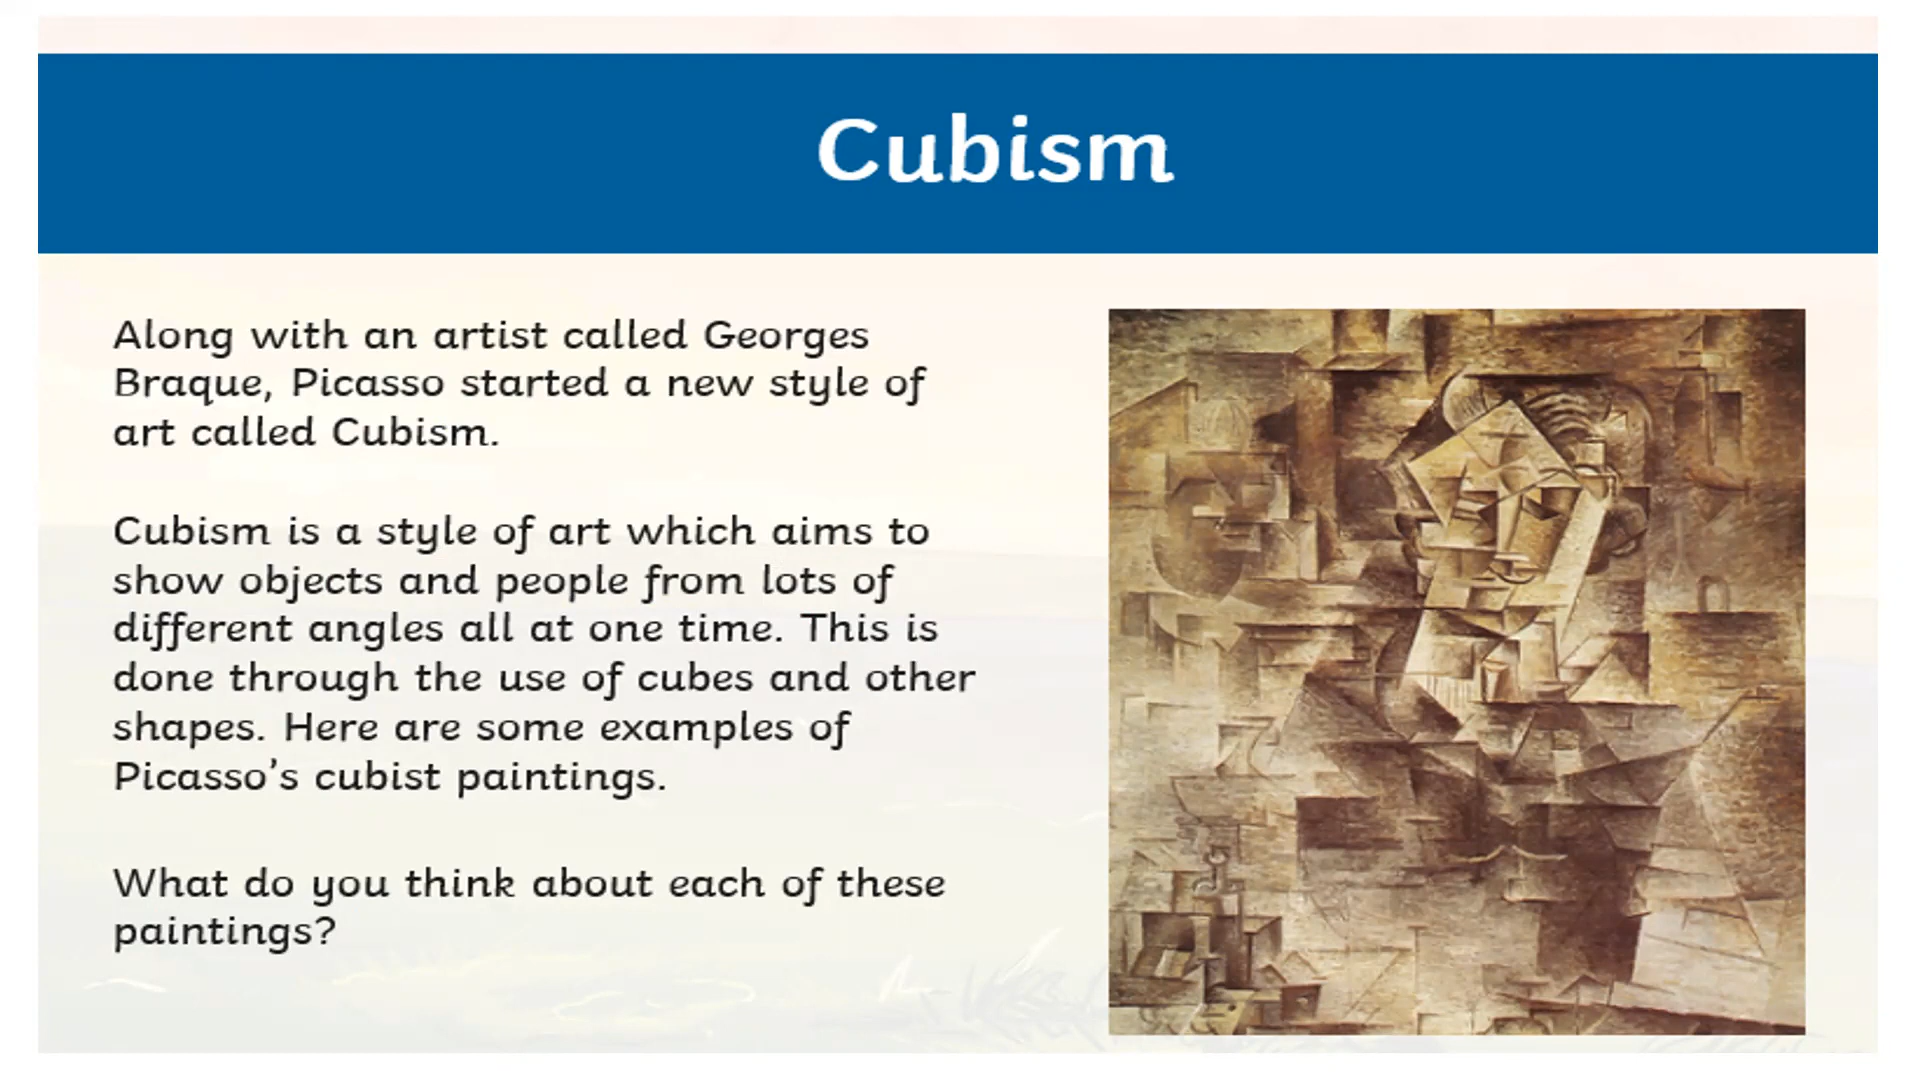 Cubism
Along with an artist called Georges
Braque, Picasso started a new style of
art called Cubism.
Cubism is a style of art which aims to
show objects and people from lots of
different angles all at one time. This is
done through the use of cubes and other
shapes. Here are some examples of
Picasso’s cubist paintings.
What do you think about each of these
paintings?